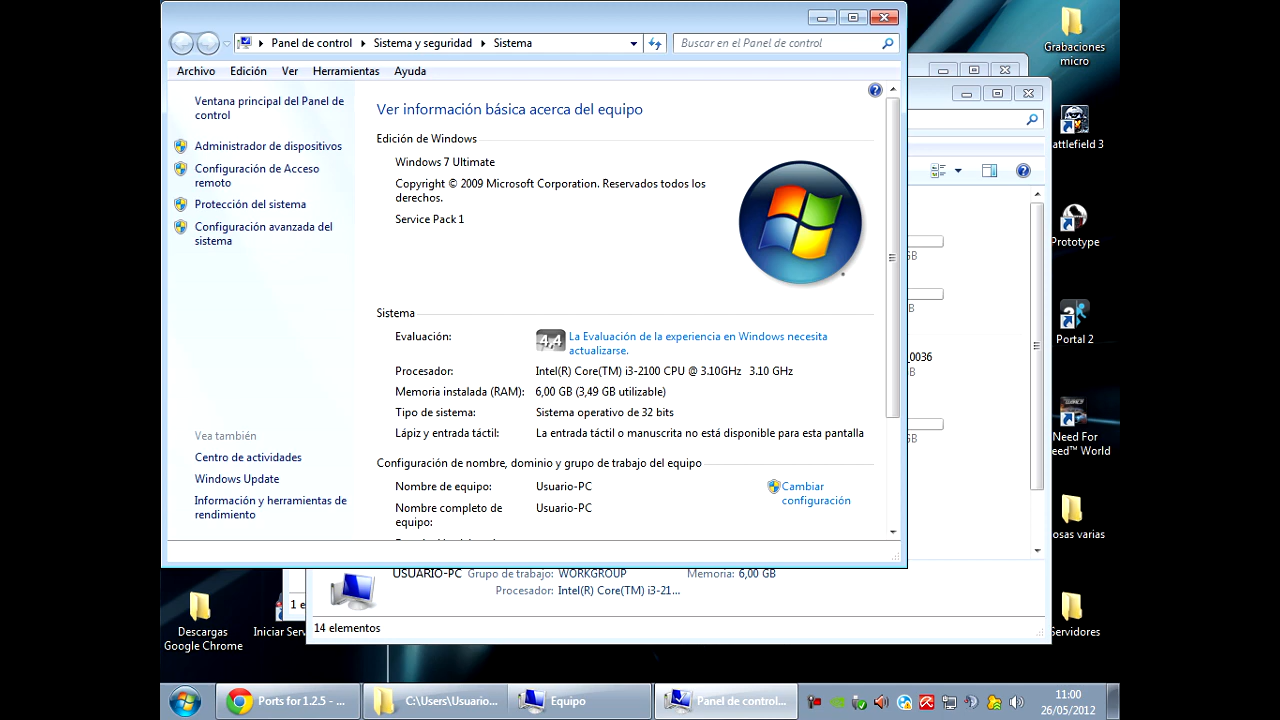 Panel de control
Sistema y seguridad
Sistema
Buscar en el Panel de control
Archivo
Edición
Ver
Herramientas
Ayuda
Ventana principal del Panel de
control
Administrador de dispositivos
Configuración de Acceso
remoto
Protección del sistema
Configuración avanzada del
sistema
Vea también
Centro de actividades
Windows Update
Información y herramientas de
rendimiento
Ver información básica acerca del equipo
Edición de Windows
Windows 7 Ultimate
Copyright © 2009 Microsoft Corporation. Reservados todos los
derechos.
Service Pack 1
Sistema
Evaluación:
4,4
La Evaluación de la experiencia en Windows necesita
actualizarse.
Procesador:
Intel(R) Core(TM) i3-2100 CPU @ 3.10GHz 3.10 GHz
Memoria instalada (RAM):
6,00 GB (3,49 GB utilizable)
Tipo de sistema:
Sistema operativo de 32 bits
Lápiz y entrada táctil:
La entrada táctil o manuscrita no está disponible para esta pantalla
Configuración de nombre, dominio y grupo de trabajo del equipo
Nombre de equipo:
Usuario-PC
Cambiar
configuración
Nombre completo de
equipo:
Usuario-PC
_0036
USUARIO-PC
Grupo de trabajo: WORKGROUP
Memoria: 6,00 GB
Procesador: Intel(R) Core(TM) i3-21...
14 elementos
Grabaciones
micro
attlefield 3
Prototype
Portal 2
Need For
eed™ World
osas varias
Servidores
Descargas
Google Chrome
Iniciar Serv
Ports for 1.2.5 - ...
C:\Users\Usuario...
Equipo
Panel de control...
11:00
26/05/2012